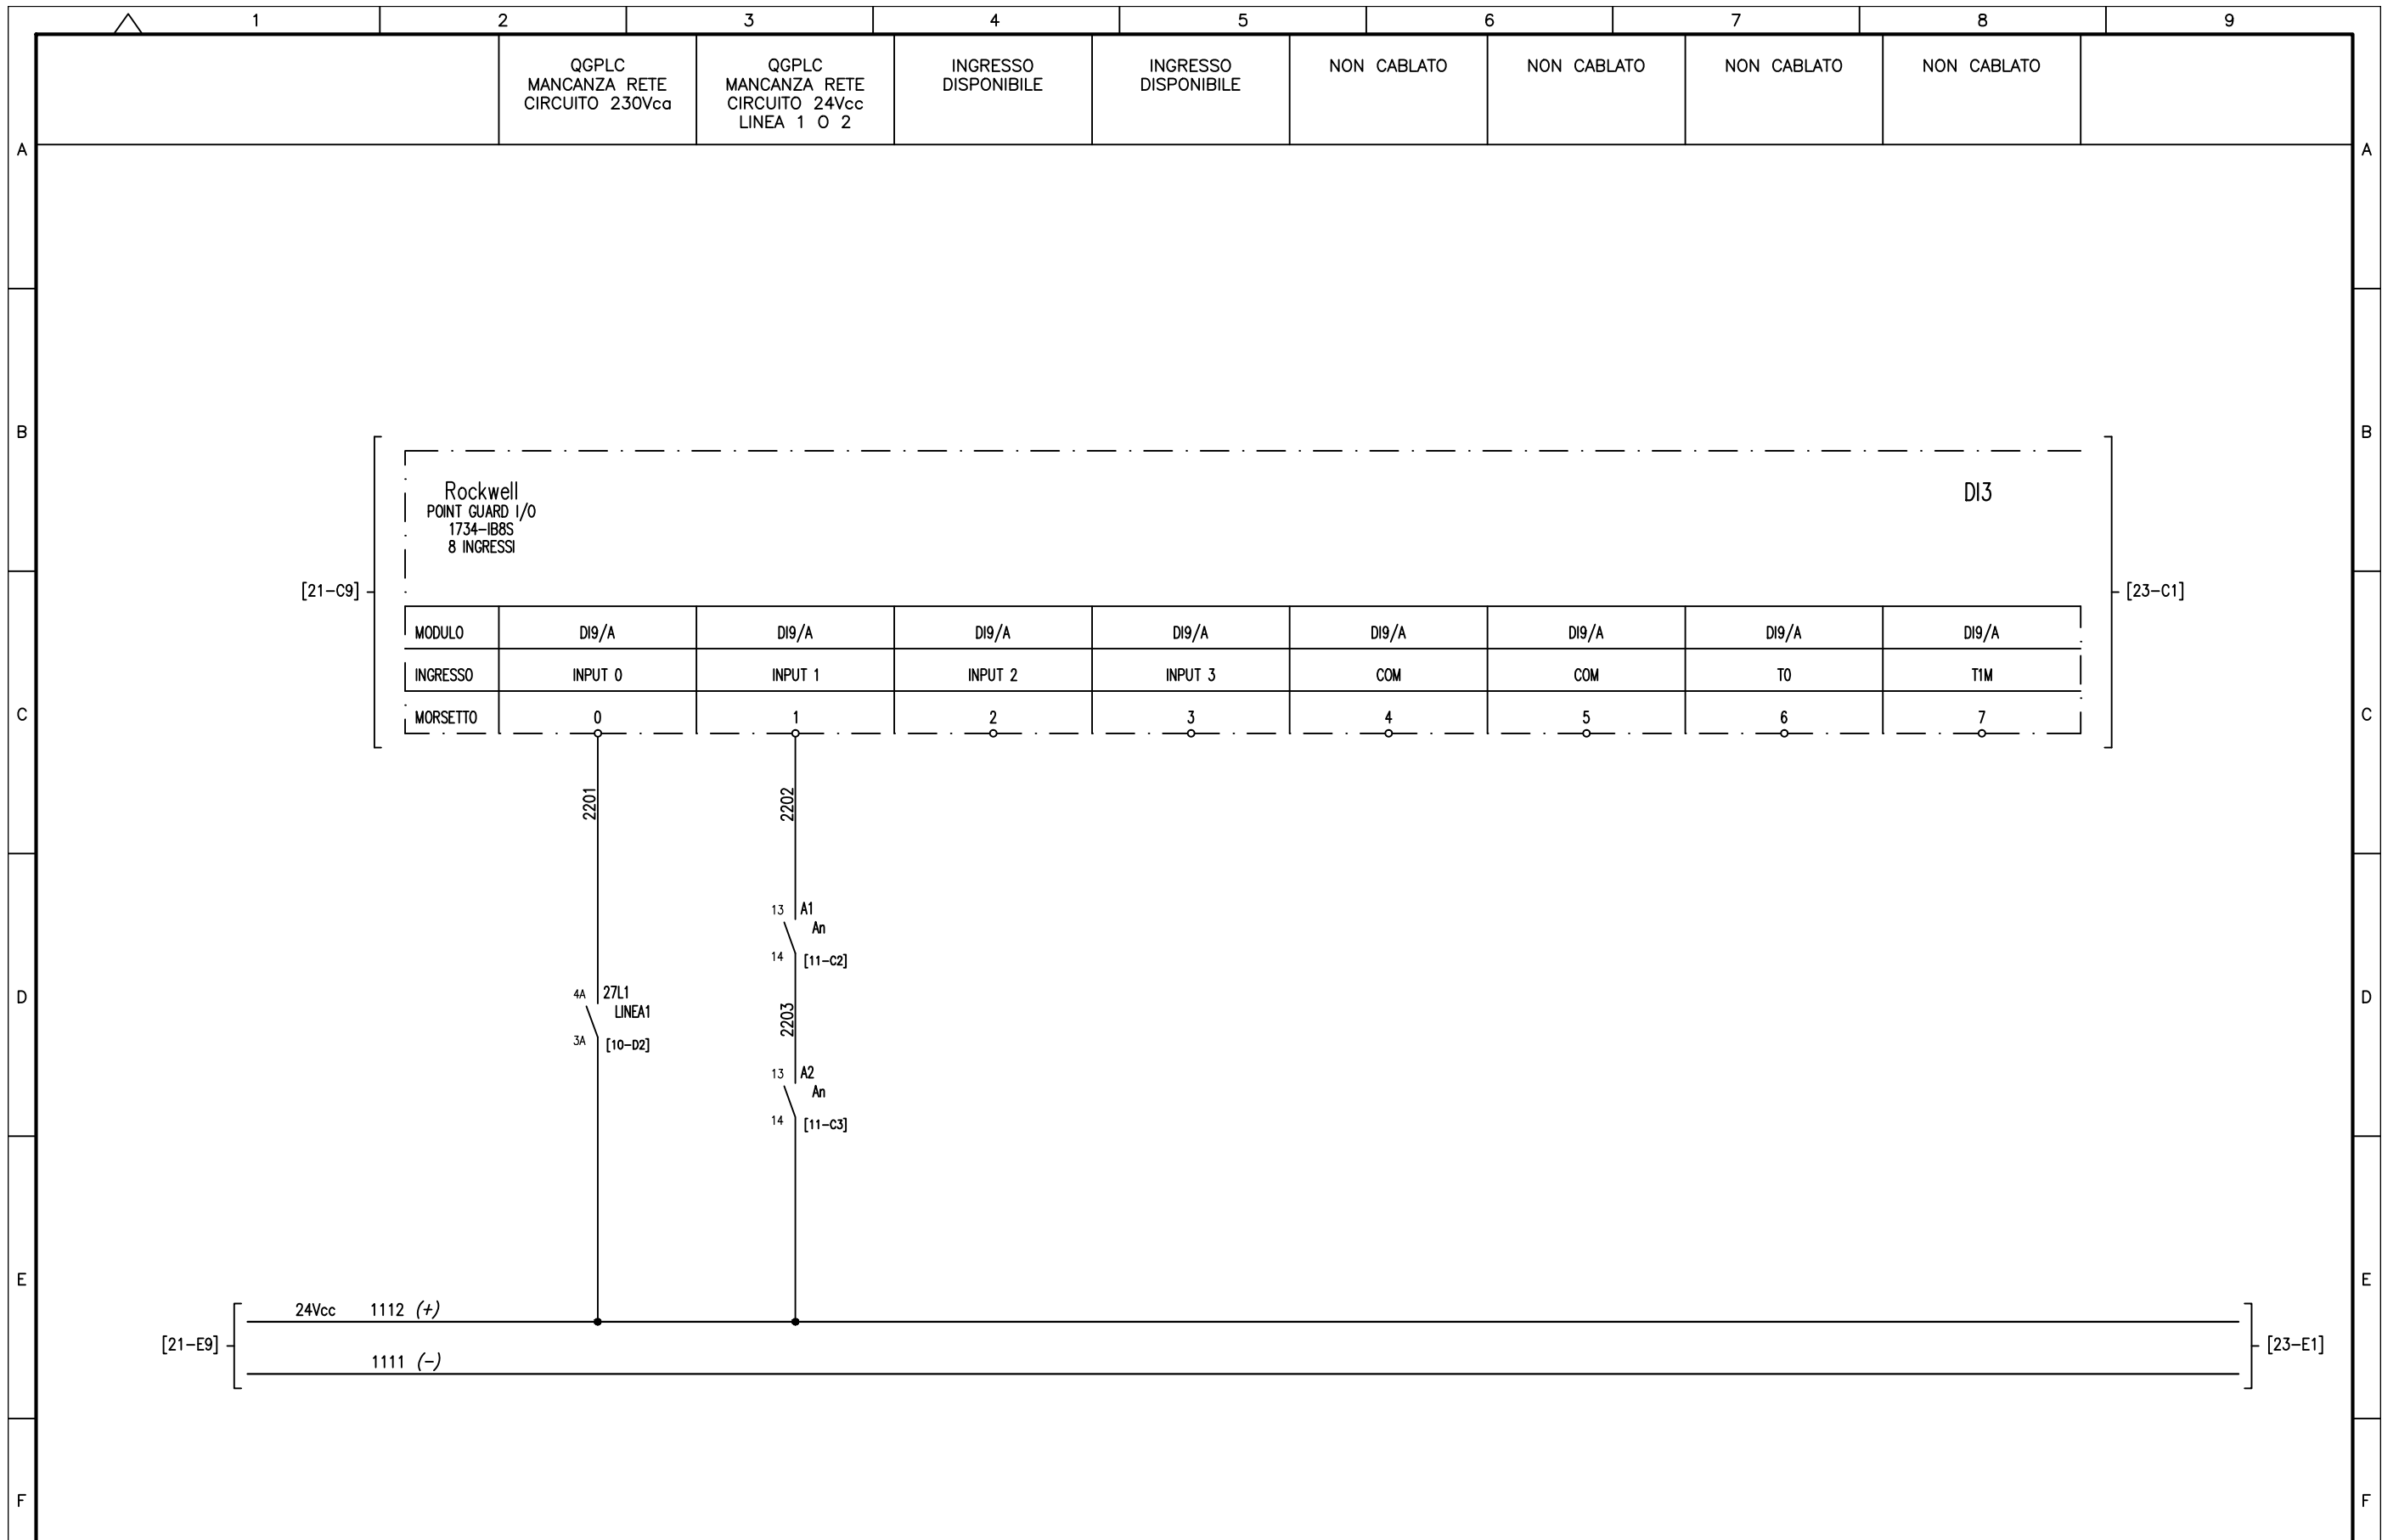 1 2 3 4 5 6 7 8 9
QGPLC
MANCANZA RETE
CIRCUITO 230Vca
QGPLC
MANCANZA RETE
CIRCUITO 24Vcc
LINEA 1 O 2
INGRESSO
DISPONIBILE
INGRESSO
DISPONIBILE
NON CABLATO
NON CABLATO
NON CABLATO
NON CABLATO
A A
B B
Rockwell
POINT GUARD I/O
1734-IB8S
8 INGRESSI
DI3
[21-C9] [23-C1]
MODULO DI9/A DI9/A DI9/A DI9/A DI9/A DI9/A DI9/A DI9/A
INGRESSO INPUT 0 INPUT 1 INPUT 2 INPUT 3 COM COM T0 T1M
C C
MORSETTO 0 1 2 3 4 5 6 7
2201 2202
13 A1
An
14 [11-C2]
D D
4A 27L1
LINEA1
3A [10-D2]
2203
13 A2
An
14 [11-C3]
E E
24Vcc 1112 (+)
[21-E9] [23-E1]
1111 (-)
F F